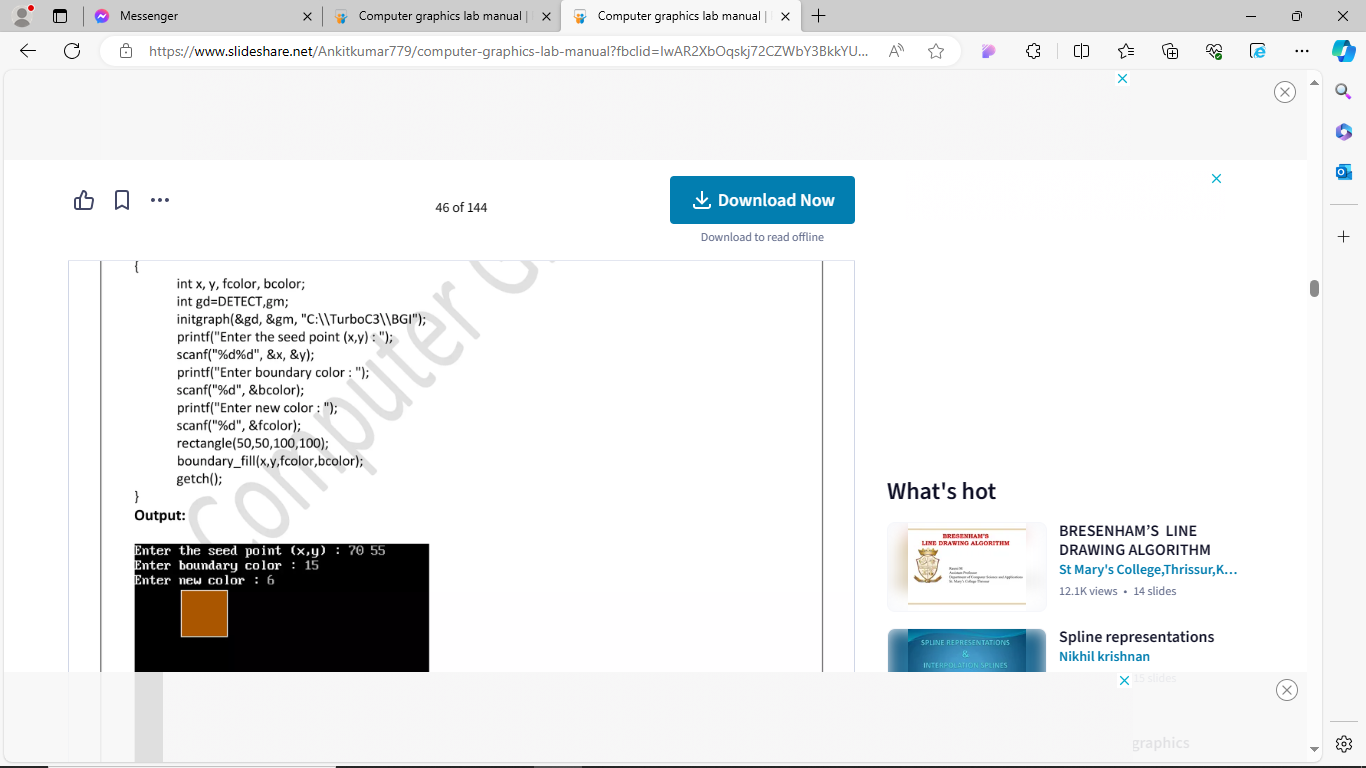 Messenger
Computer graphics lab manual |
Computer graphics lab manual |
https://www.slideshare.net/Ankitkumar779/computer-graphics-lab-manual?fbclid=IwAR2XbOqskj72CZWbY3BkkYU...
46 of 144
Download Now
Download to read offline
{
int x, y, fcolor, bcolor;
int gd=DETECT,gm;
initgraph(&gd, &gm, "C:\\TurboC3\\BGI");
printf("Enter the seed point (x,y) : ");
scanf("%d%d", &x, &y);
printf("Enter boundary color : ");
scanf("%d", &bcolor);
printf("Enter new color : ");
scanf("%d", &fcolor);
rectangle(50,50,100,100);
boundary_fill(x,y,fcolor,bcolor);
getch();
}
Computer
Output:
Enter the seed point (x,y) : 70 55
Enter boundary color : 15
Enter new color : 6
What's hot
BRESENHAM'S
LINE DRAWING ALGORITHM
BRESENHAM’S LINE
DRAWING ALGORITHM
St Mary's College,Thrissur,K...
12.1K views • 14 slides
SPLINE REPRESENTATIONS
&
INTERPOLATION SPLINES
Spline representations
Nikhil krishnan
15 slides
graphics